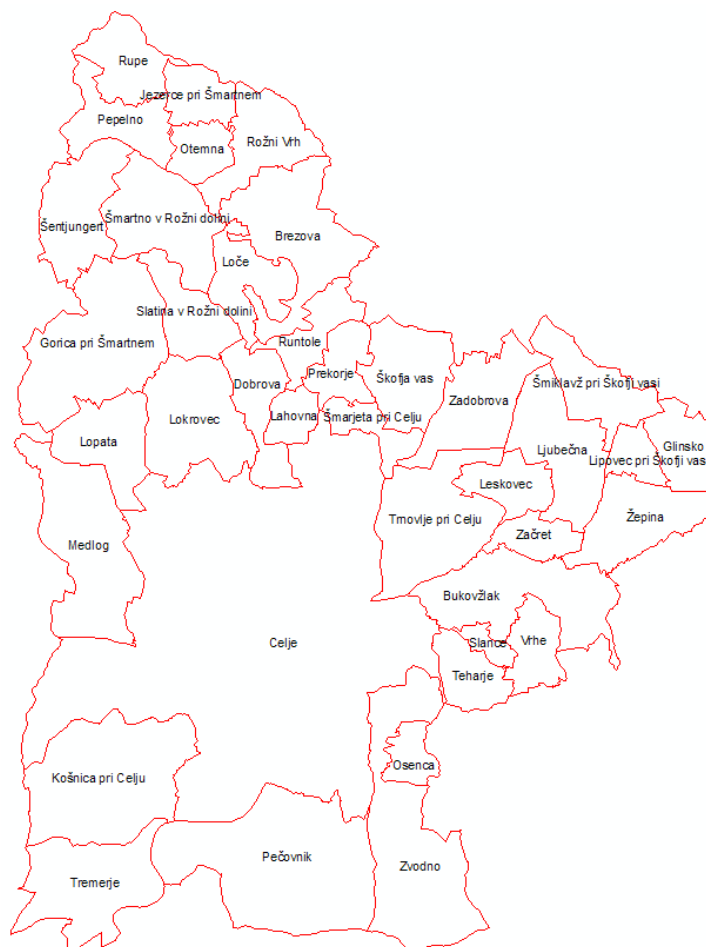 Rupe
Jezerce pri Šmartnem
Pepelno
Otemna
Rožni Vrh
Šentjungert
Šmartno v Rožni dolini
Brezova
Loče
Slatina v Rožni dolini
Gorica pri Šmartnem
Runtole
Prekorje
Škofja vas
Dobrova
Šmiklavž pri Škofji vasi
Zadobrova
Lokrovec
Lahovna
Šmarjeta pri Celju
Lopata
Ljubečna
Glinsko
Lipovec pri Škofji vasi
Leskovec
Trnovlje pri Celju
Žepina
Začret
Medlog
Bukovžlak
Celje
Slance
Vrhe
Teharje
Osenca
Košnica pri Celju
Pečovnik
Zvodno
Tremerje